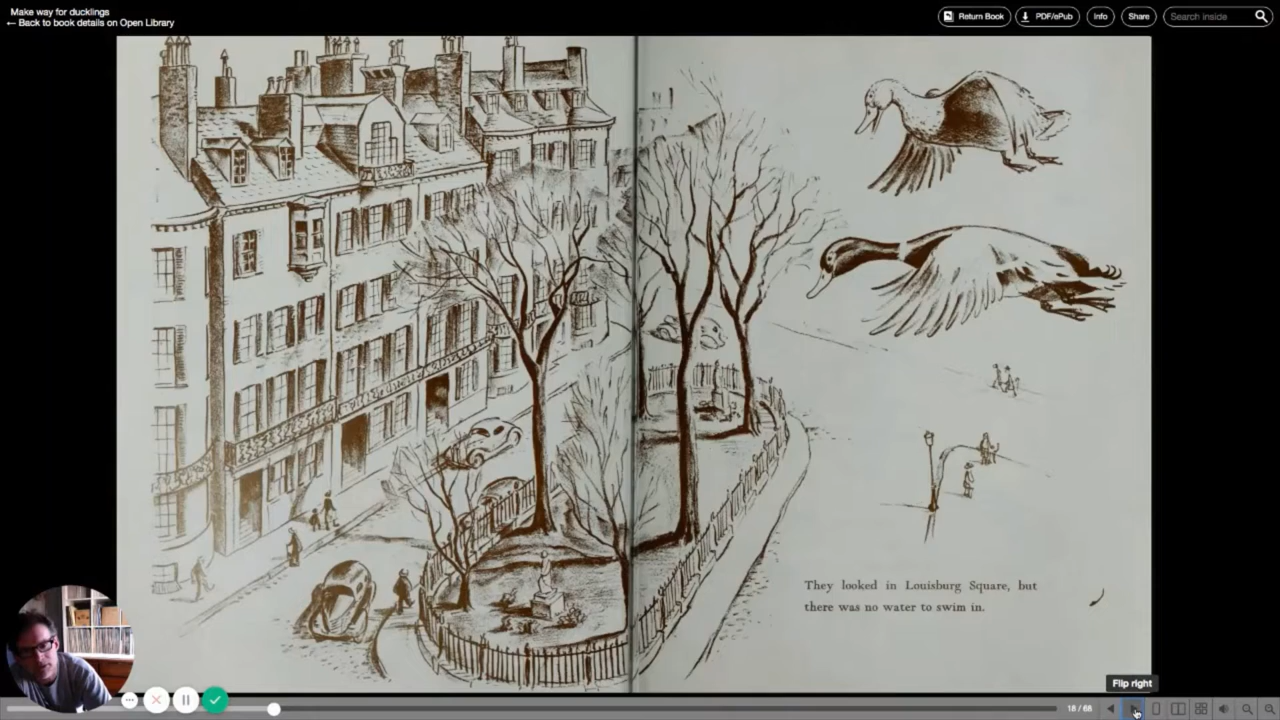 Make way for ducklings
← Back to book details on Open Library
Return Book
PDF/ePub
Info
Share
Search inside
They looked in Louisburg Square, but
there was no water to swim in.
Flip right
18 / 68